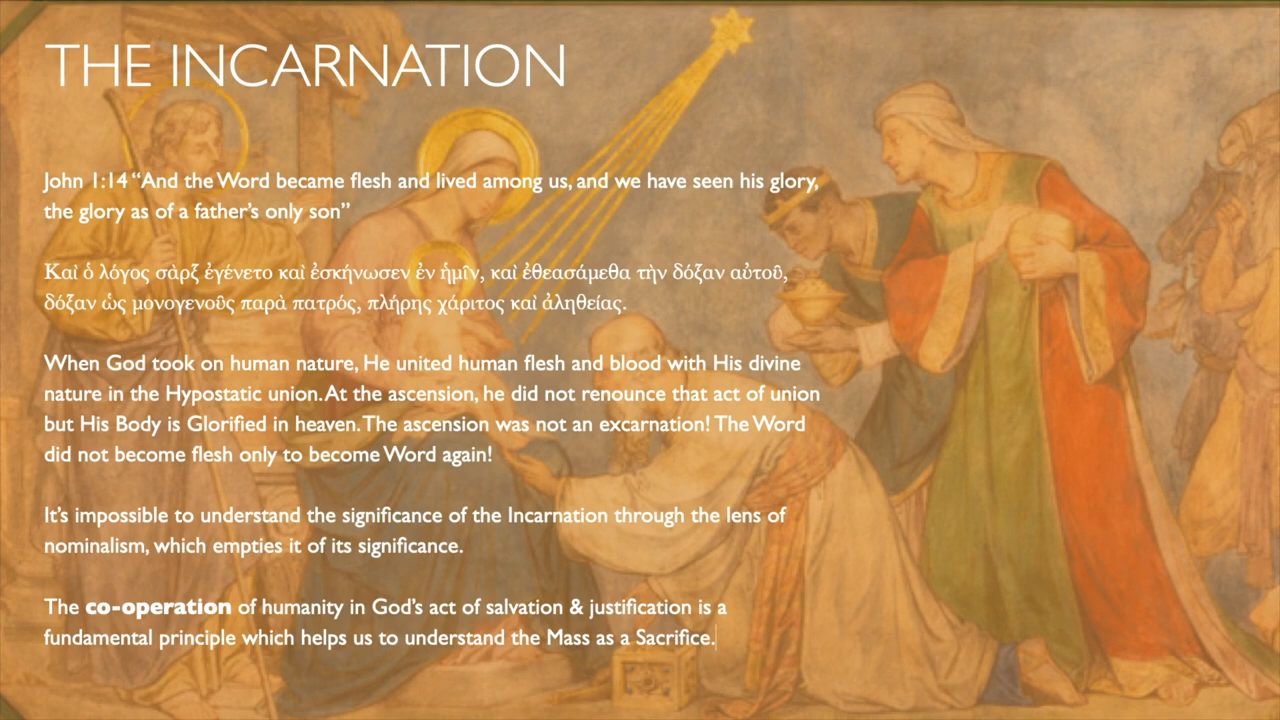 THE INCARNATION
John 1:14 “And the Word became flesh and lived among us, and we have seen his glory,
the glory as of a father’s only son”
Καὶ ὁ λόγος σὰρξ ἐγένετο καὶ ἐσκήνωσεν ἐν ἡμῖν, καὶ ἐθεασάμεθα τὴν δόξαν αὐτοῦ,
δόξαν ὡς μονογενοῦς παρὰ πατρός, πλήρης χάριτος καὶ ἀληθείας.
When God took on human nature, He united human flesh and blood with His divine
nature in the Hypostatic union. At the ascension, he did not renounce that act of union
but His Body is Glorified in heaven. The ascension was not an excarnation! The Word
did not become flesh only to become Word again!
It’s impossible to understand the significance of the Incarnation through the lens of
nominalism, which empties it of its significance.
The co-operation of humanity in God’s act of salvation & justification is a
fundamental principle which helps us to understand the Mass as a Sacrifice.